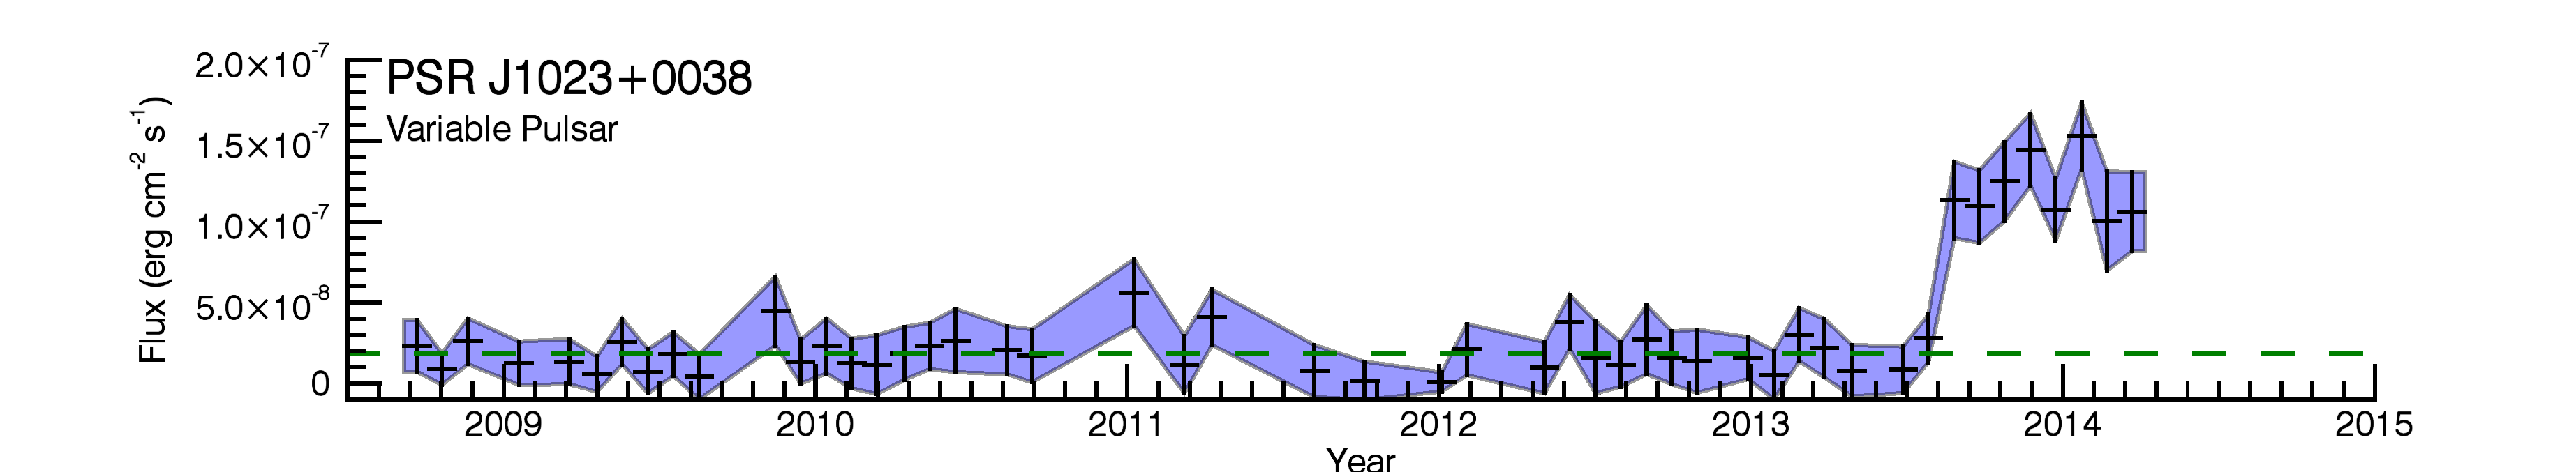 PSR J1023+0038
Variable Pulsar
Flux (erg cm⁻² s⁻¹)
2.0×10⁻⁷
1.5×10⁻⁷
1.0×10⁻⁷
5.0×10⁻⁸
0
2009 2010 2011 2012 2013 2014 2015
Year